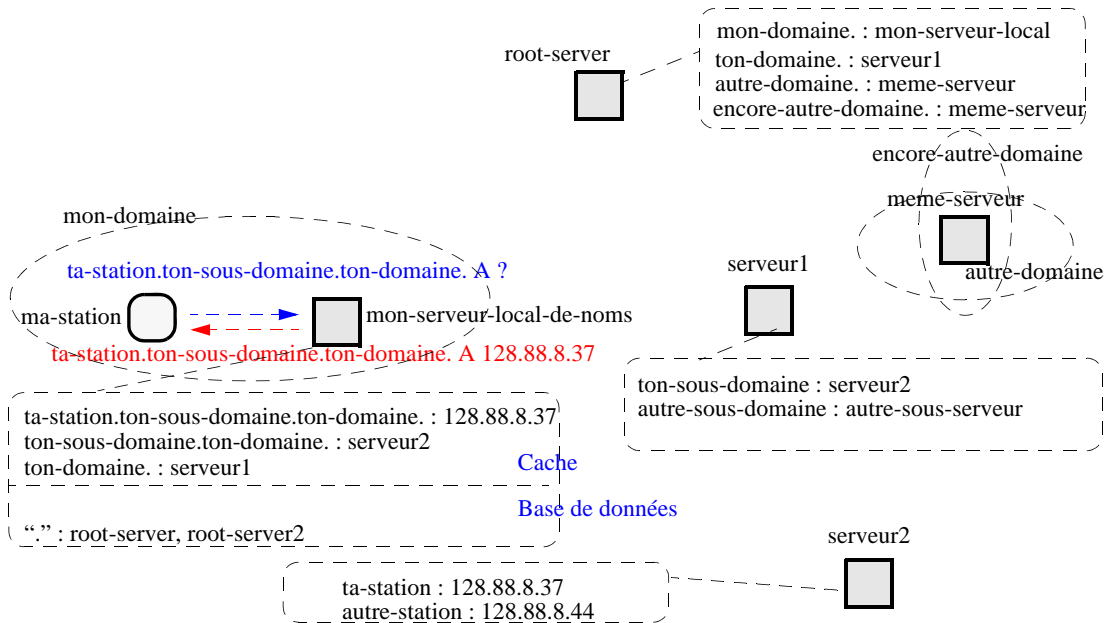 root-server
mon-domaine. : mon-serveur-local
ton-domaine. : serveur1
autre-domaine. : meme-serveur
encore-autre-domaine. : meme-serveur
encore-autre-domaine
meme-serveur
autre-domaine
mon-domaine
ta-station.ton-sous-domaine.ton-domaine. A ?
ma-station
mon-serveur-local-de-noms
ta-station.ton-sous-domaine.ton-domaine. A 128.88.8.37
serveur1
ton-sous-domaine : serveur2
autre-sous-domaine : autre-sous-serveur
ta-station.ton-sous-domaine.ton-domaine. : 128.88.8.37
ton-sous-domaine.ton-domaine. : serveur2
ton-domaine. : serveur1
Cache
Base de données
“.” : root-server, root-server2
serveur2
ta-station : 128.88.8.37
autre-station : 128.88.8.44